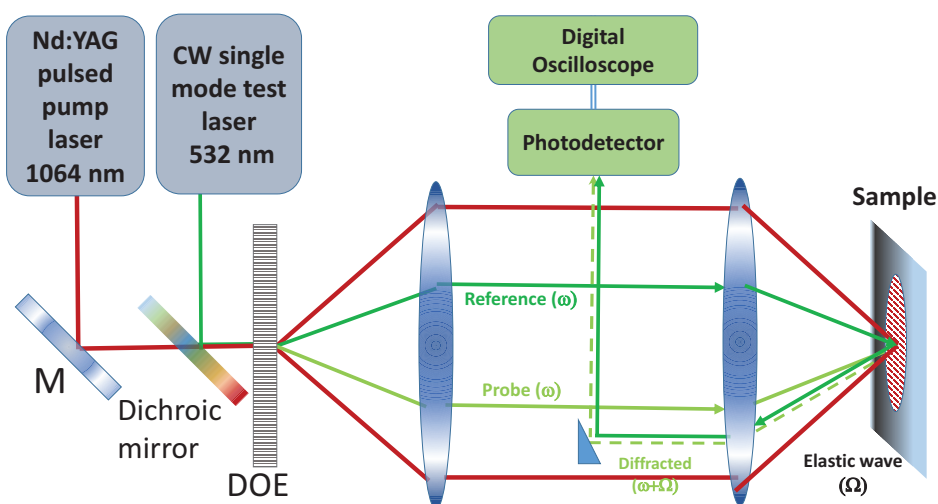 Nd:YAG
pulsed
pump
laser
1064 nm
CW single
mode test
laser
532 nm
Digital
Oscilloscope
Photodetector
Sample
Reference (ω)
Probe (ω)
M
Dichroic
mirror
DOE
Diffracted
(ω+Ω)
Elastic wave
(Ω)